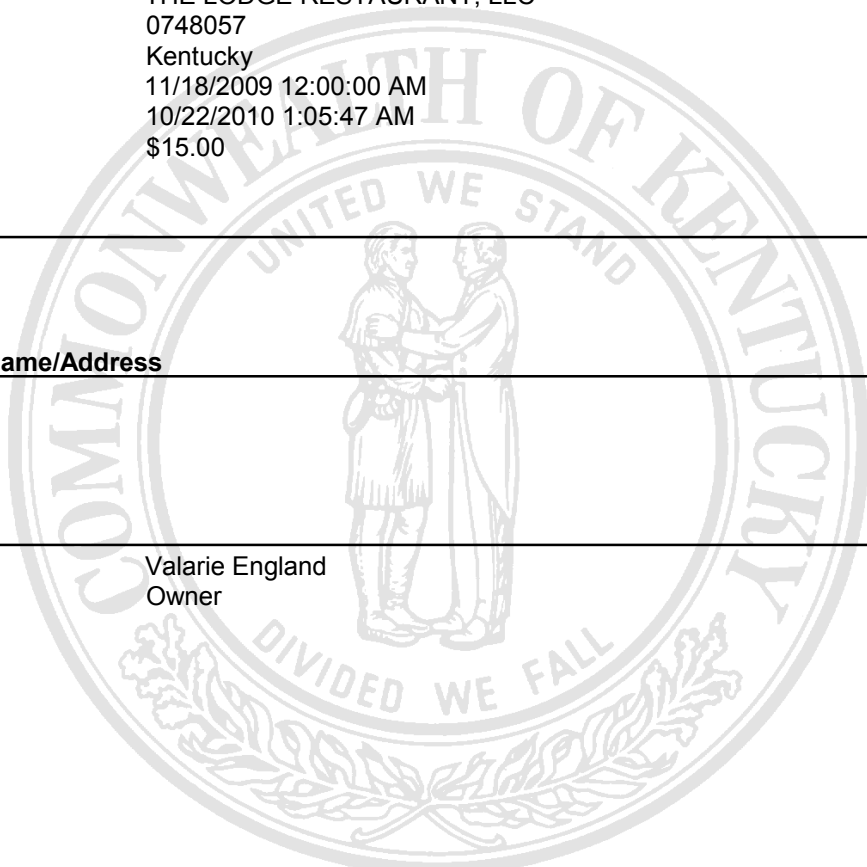 THE LODGE RESTAURANT, LLC
0748057
Kentucky
11/18/2009 12:00:00 AM
10/22/2010 1:05:47 AM
$15.00
COMMONWEALTH OF KENTUCKY
UNITED WE STAND
ame/Address
Valarie England
Owner
DIVIDED WE FALL